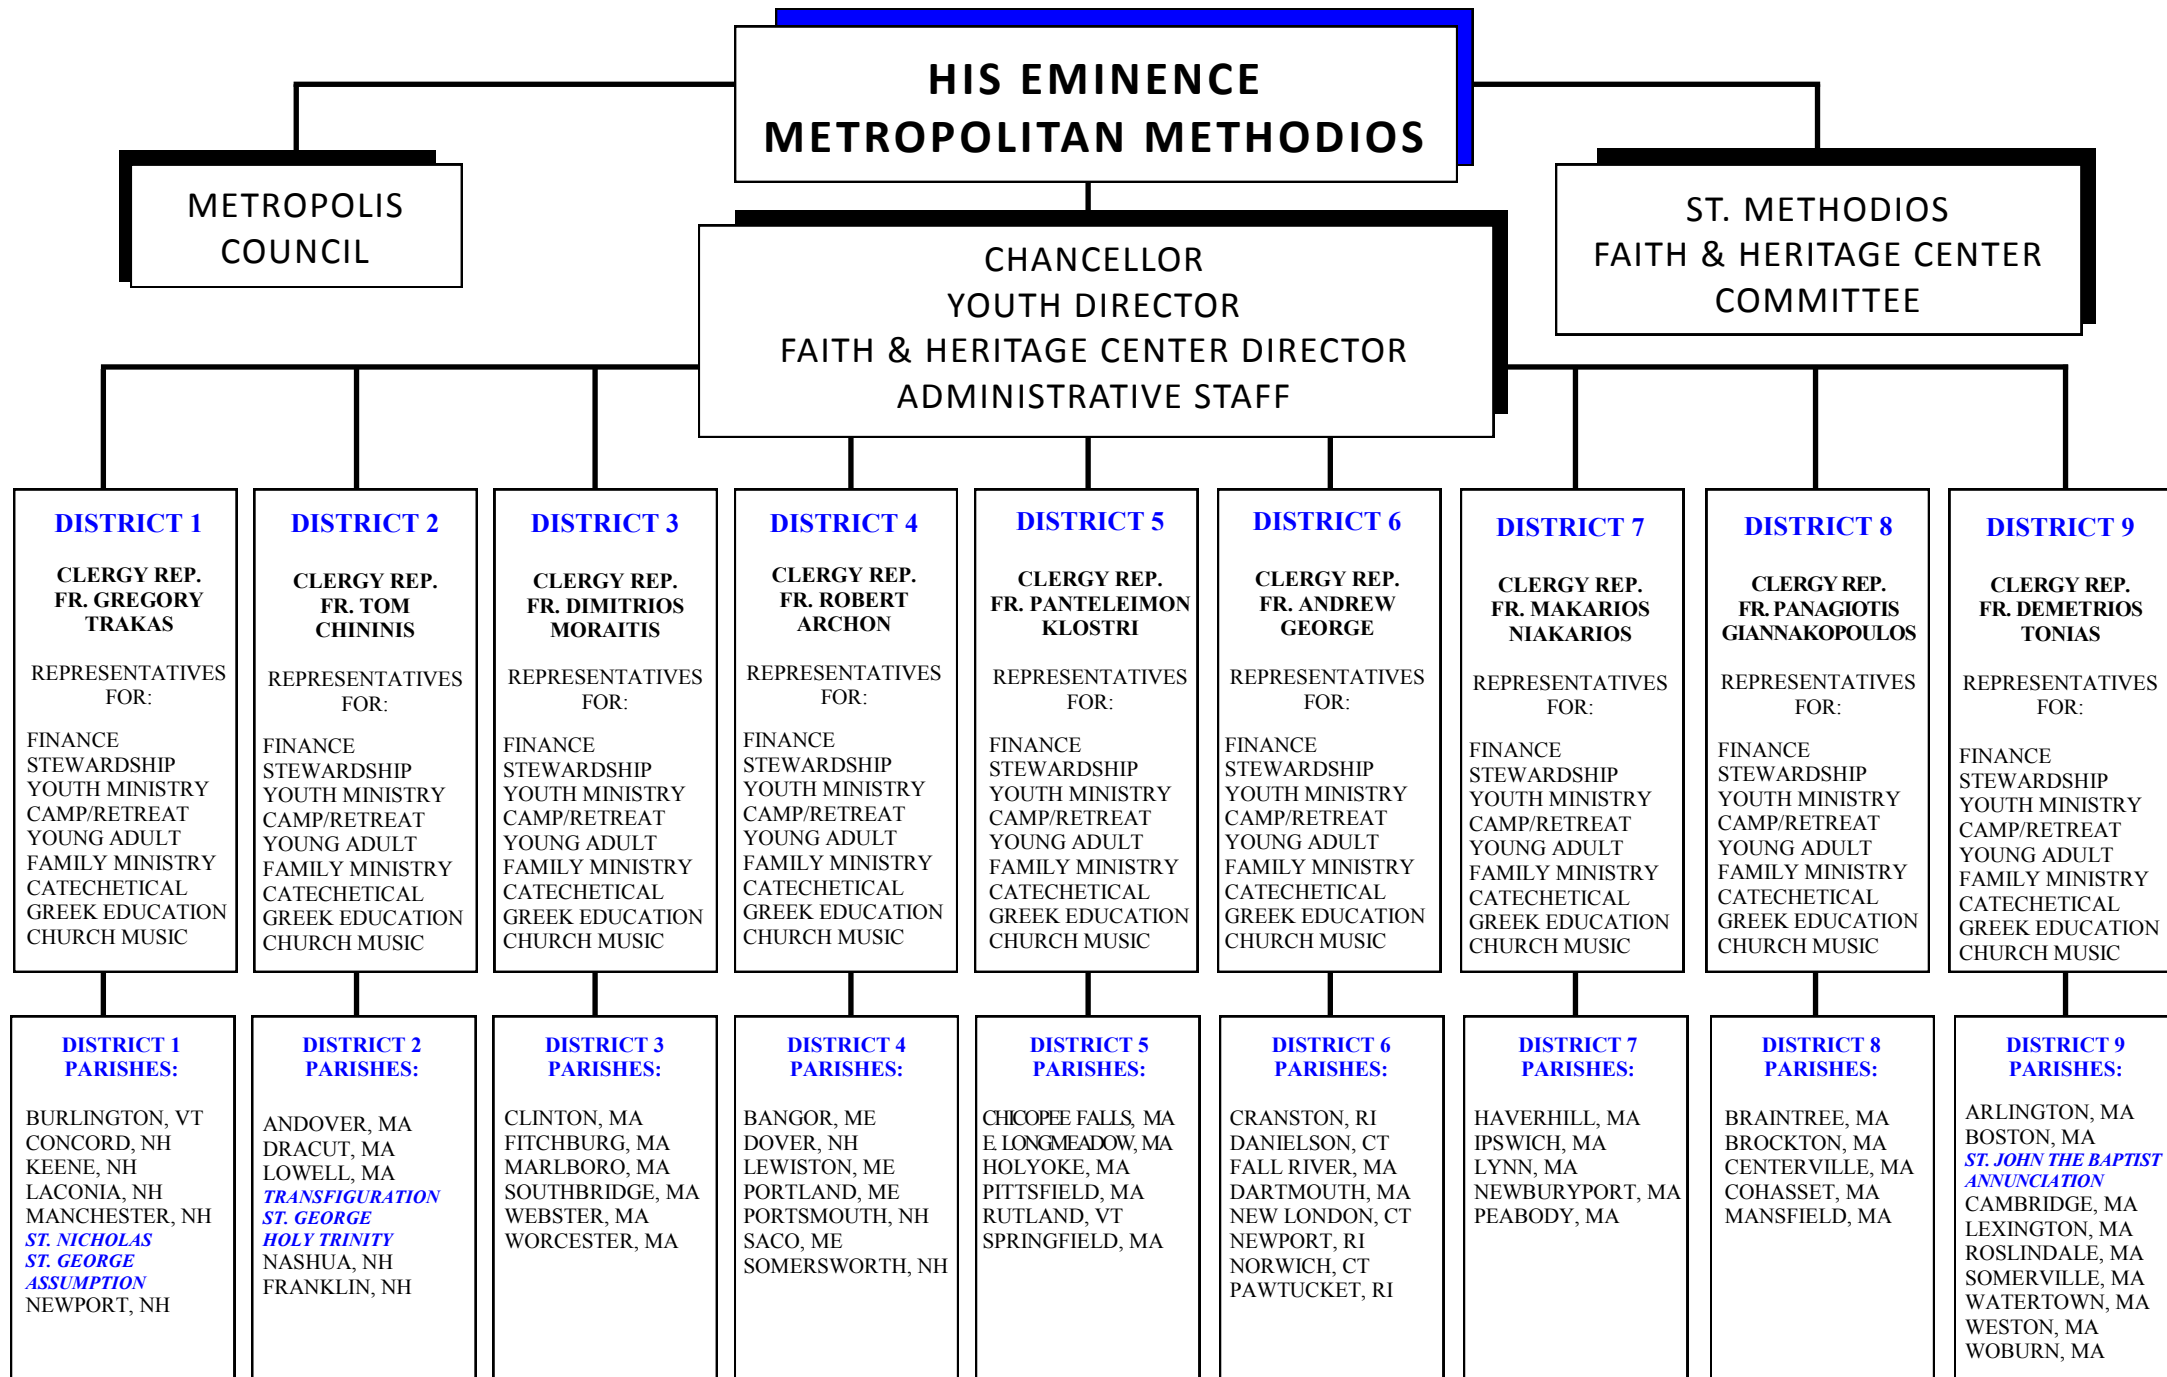 HIS EMINENCE
METROPOLITAN METHODIOS
METROPOLIS
COUNCIL
ST. METHODIOS
FAITH & HERITAGE CENTER
COMMITTEE
CHANCELLOR
YOUTH DIRECTOR
FAITH & HERITAGE CENTER DIRECTOR
ADMINISTRATIVE STAFF
DISTRICT 1
CLERGY REP.
FR. GREGORY
TRAKAS
REPRESENTATIVES
FOR:
FINANCE
STEWARDSHIP
YOUTH MINISTRY
CAMP/RETREAT
YOUNG ADULT
FAMILY MINISTRY
CATECHETICAL
GREEK EDUCATION
CHURCH MUSIC
DISTRICT 2
CLERGY REP.
FR. TOM
CHININIS
REPRESENTATIVES
FOR:
FINANCE
STEWARDSHIP
YOUTH MINISTRY
CAMP/RETREAT
YOUNG ADULT
FAMILY MINISTRY
CATECHETICAL
GREEK EDUCATION
CHURCH MUSIC
DISTRICT 3
CLERGY REP.
FR. DIMITRIOS
MORAITIS
REPRESENTATIVES
FOR:
FINANCE
STEWARDSHIP
YOUTH MINISTRY
CAMP/RETREAT
YOUNG ADULT
FAMILY MINISTRY
CATECHETICAL
GREEK EDUCATION
CHURCH MUSIC
DISTRICT 4
CLERGY REP.
FR. ROBERT
ARCHON
REPRESENTATIVES
FOR:
FINANCE
STEWARDSHIP
YOUTH MINISTRY
CAMP/RETREAT
YOUNG ADULT
FAMILY MINISTRY
CATECHETICAL
GREEK EDUCATION
CHURCH MUSIC
DISTRICT 5
CLERGY REP.
FR. PANTELEIMON
KLOSTRI
REPRESENTATIVES
FOR:
FINANCE
STEWARDSHIP
YOUTH MINISTRY
CAMP/RETREAT
YOUNG ADULT
FAMILY MINISTRY
CATECHETICAL
GREEK EDUCATION
CHURCH MUSIC
DISTRICT 6
CLERGY REP.
FR. ANDREW
GEORGE
REPRESENTATIVES
FOR:
FINANCE
STEWARDSHIP
YOUTH MINISTRY
CAMP/RETREAT
YOUNG ADULT
FAMILY MINISTRY
CATECHETICAL
GREEK EDUCATION
CHURCH MUSIC
DISTRICT 7
CLERGY REP.
FR. MAKARIOS
NIAKARIOS
REPRESENTATIVES
FOR:
FINANCE
STEWARDSHIP
YOUTH MINISTRY
CAMP/RETREAT
YOUNG ADULT
FAMILY MINISTRY
CATECHETICAL
GREEK EDUCATION
CHURCH MUSIC
DISTRICT 8
CLERGY REP.
FR. PANAGIOTIS
GIANNAKOPOULOS
REPRESENTATIVES
FOR:
FINANCE
STEWARDSHIP
YOUTH MINISTRY
CAMP/RETREAT
YOUNG ADULT
FAMILY MINISTRY
CATECHETICAL
GREEK EDUCATION
CHURCH MUSIC
DISTRICT 9
CLERGY REP.
FR. DEMETRIOS
TONIAS
REPRESENTATIVES
FOR:
FINANCE
STEWARDSHIP
YOUTH MINISTRY
CAMP/RETREAT
YOUNG ADULT
FAMILY MINISTRY
CATECHETICAL
GREEK EDUCATION
CHURCH MUSIC
DISTRICT 1
PARISHES:
BURLINGTON, VT
CONCORD, NH
KEENE, NH
LACONIA, NH
MANCHESTER, NH
ST. NICHOLAS
ST. GEORGE
ASSUMPTION
NEWPORT, NH
DISTRICT 2
PARISHES:
ANDOVER, MA
DRACUT, MA
LOWELL, MA
TRANSFIGURATION
ST. GEORGE
HOLY TRINITY
NASHUA, NH
FRANKLIN, NH
DISTRICT 3
PARISHES:
CLINTON, MA
FITCHBURG, MA
MARLBORO, MA
SOUTHBRIDGE, MA
WEBSTER, MA
WORCESTER, MA
DISTRICT 4
PARISHES:
BANGOR, ME
DOVER, NH
LEWISTON, ME
PORTLAND, ME
PORTSMOUTH, NH
SACO, ME
SOMERSWORTH, NH
DISTRICT 5
PARISHES:
CHICOPEE FALLS, MA
E. LONGMEADOW, MA
HOLYOKE, MA
PITTSFIELD, MA
RUTLAND, VT
SPRINGFIELD, MA
DISTRICT 6
PARISHES:
CRANSTON, RI
DANIELSON, CT
FALL RIVER, MA
DARTMOUTH, MA
NEW LONDON, CT
NEWPORT, RI
NORWICH, CT
PAWTUCKET, RI
DISTRICT 7
PARISHES:
HAVERHILL, MA
IPSWICH, MA
LYNN, MA
NEWBURYPORT, MA
PEABODY, MA
DISTRICT 8
PARISHES:
BRAINTREE, MA
BROCKTON, MA
CENTERVILLE, MA
COHASSET, MA
MANSFIELD, MA
DISTRICT 9
PARISHES:
ARLINGTON, MA
BOSTON, MA
ST. JOHN THE BAPTIST
ANNUNCIATION
CAMBRIDGE, MA
LEXINGTON, MA
ROSLINDALE, MA
SOMERVILLE, MA
WATERTOWN, MA
WESTON, MA
WOBURN, MA